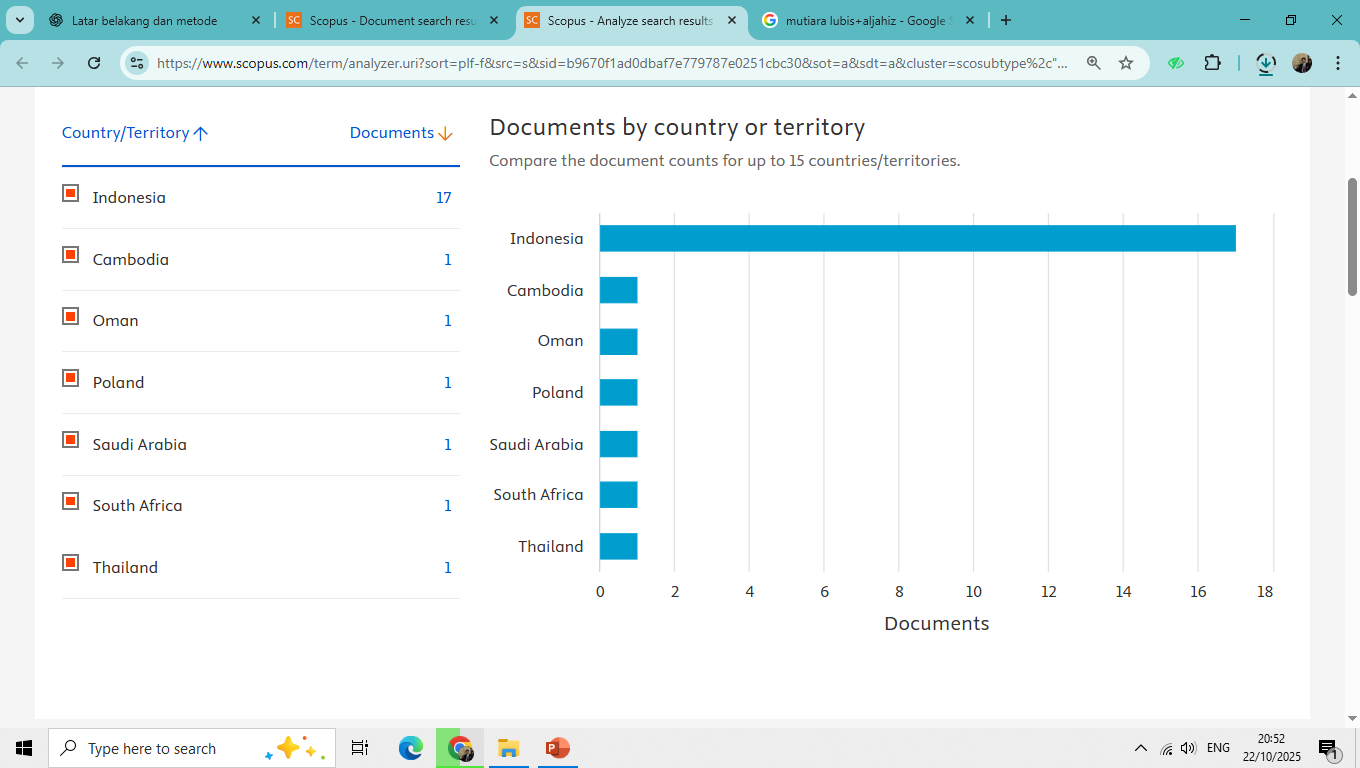 Latar belakang dan metode
SC Scopus - Document search resu
SC Scopus - Analyze search results
mutiara lubis+aljahiz - Google S
https://www.scopus.com/term/analyzer.uri?sort=plf-f&src=s&sid=b9670f1ad0dbaf7e779787e0251cbc30&sot=a&sdt=a&cluster=scosubtype%2c"...
Country/Territory Documents
Indonesia 17
Cambodia 1
Oman 1
Poland 1
Saudi Arabia 1
South Africa 1
Thailand 1
Documents by country or territory
Compare the document counts for up to 15 countries/territories.
Indonesia
Cambodia
Oman
Poland
Saudi Arabia
South Africa
Thailand
0 2 4 6 8 10 12 14 16 18
Documents
Type here to search
P
ENG
20:52
22/10/2025
1